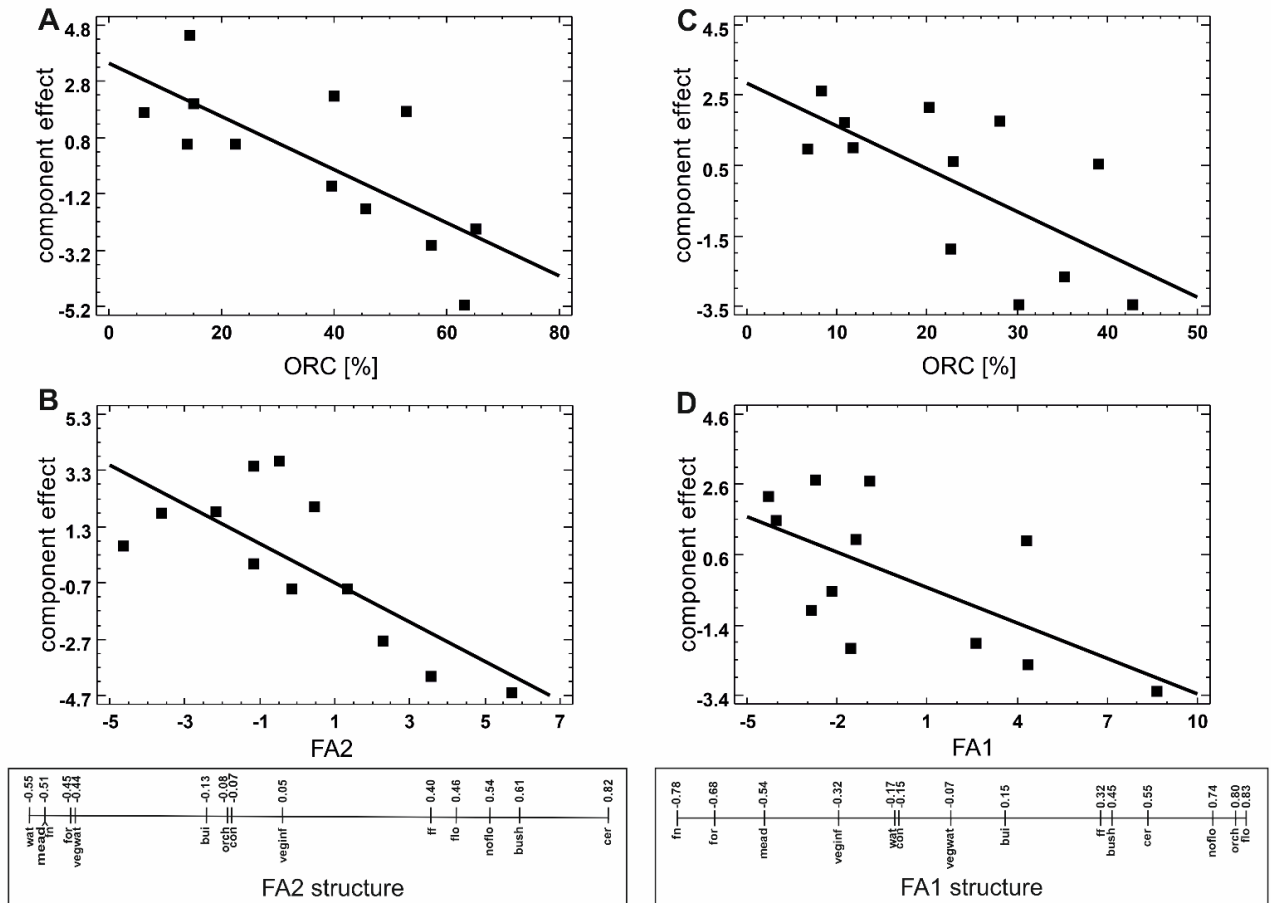 A
component effect
4.8
2.8
0.8
-1.2
-3.2
-5.2
0 20 40 60 80
ORC [%]
C
component effect
4.5
2.5
0.5
-1.5
-3.5
0 10 20 30 40 50
ORC [%]
B
component effect
5.3
3.3
1.3
-0.7
-2.7
-4.7
-5 -3 -1 1 3 5 7
FA2
D
component effect
4.6
2.6
0.6
-1.4
-3.4
-5 -2 1 4 7 10
FA1
-0.55 -0.51 -0.45 -0.44 -0.13 -0.08 -0.07 0.05 0.40 0.46 0.54 0.61 0.82
wat mead fn for vegwat bui orch con veginf ff flo noflo bush cer
FA2 structure
-0.78 -0.68 -0.54 -0.32 -0.17 -0.15 -0.07 0.15 0.32 0.45 0.55 0.74 0.80 0.83
fn for mead veginf wat con vegwat bui ff bush cer noflo orch flo
FA1 structure